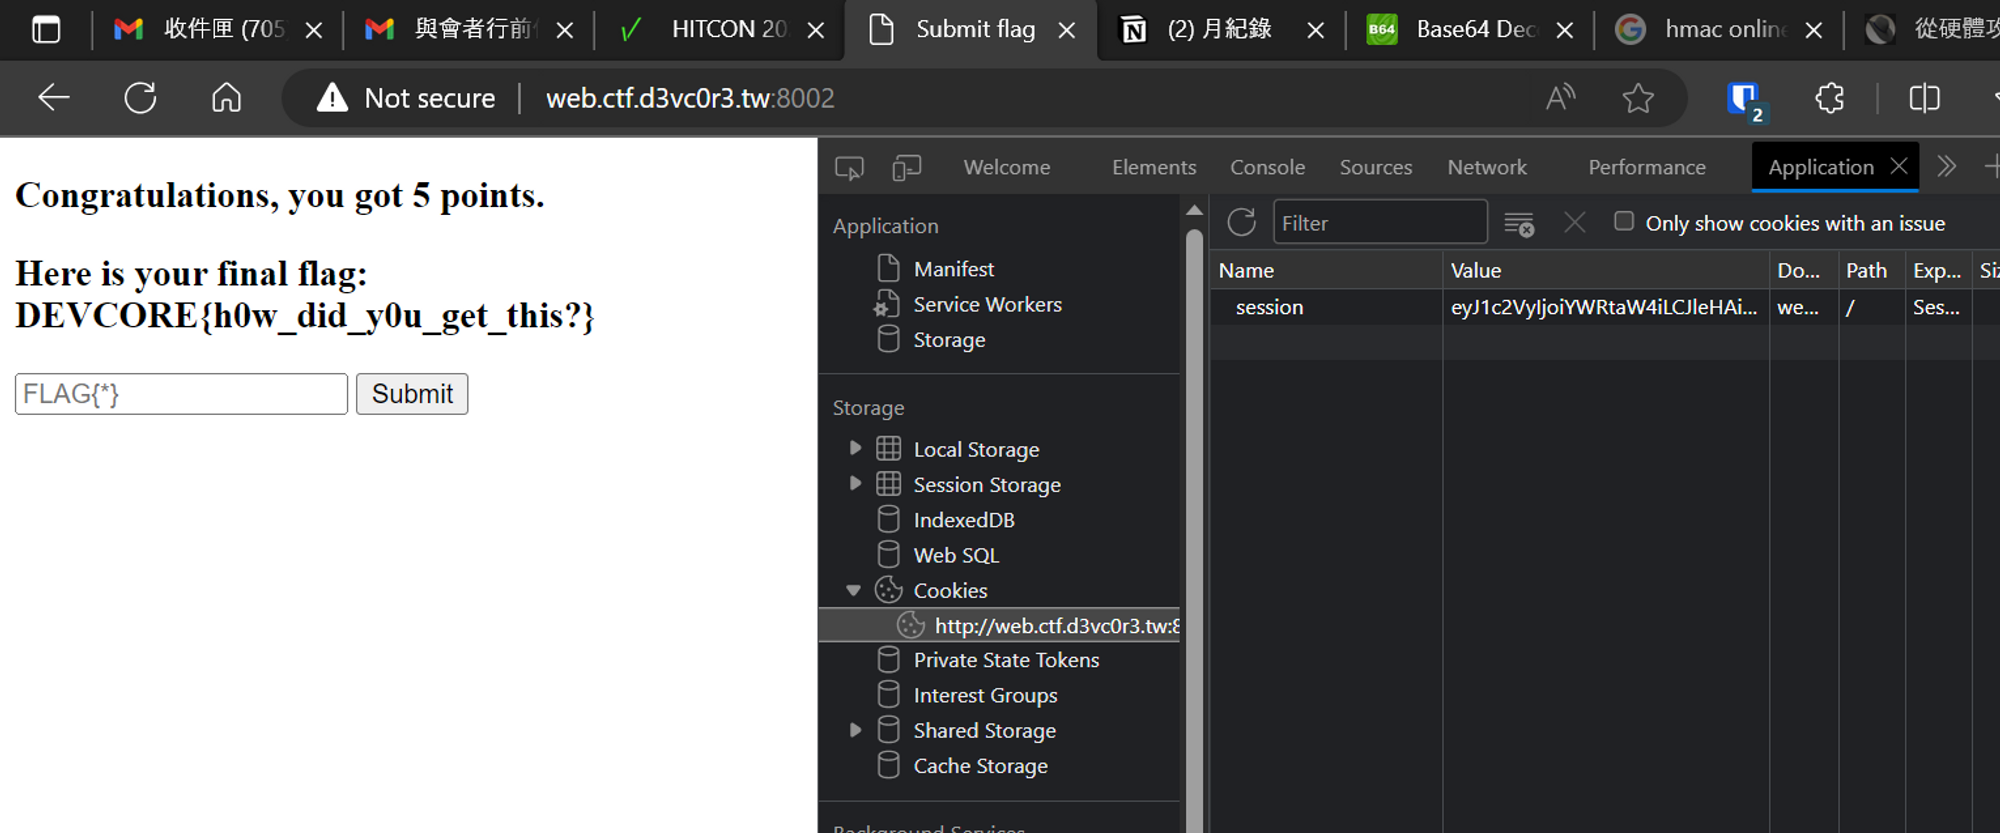 收件匣 (705
與會者行前
HITCON 20
Submit flag
(2) 月紀錄
B64
Base64 Dec
hmac online
從硬體攻
Not secure
web.ctf.d3vc0r3.tw:8002
2
Congratulations, you got 5 points.
Here is your final flag:
DEVCORE{h0w_did_y0u_get_this?}
FLAG{*}
Submit
Welcome
Elements
Console
Sources
Network
Performance
Application
Application
Manifest
Service Workers
Storage
Storage
Local Storage
Session Storage
IndexedDB
Web SQL
Cookies
http://web.ctf.d3vc0r3.tw:8
Private State Tokens
Interest Groups
Shared Storage
Cache Storage
Background Services
Filter
Only show cookies with an issue
Name
Value
Do...
Path
Exp...
Siz
session
eyJ1c2VyIjoiYWRtaW4iLCJleHAi...
we...
/
Ses...